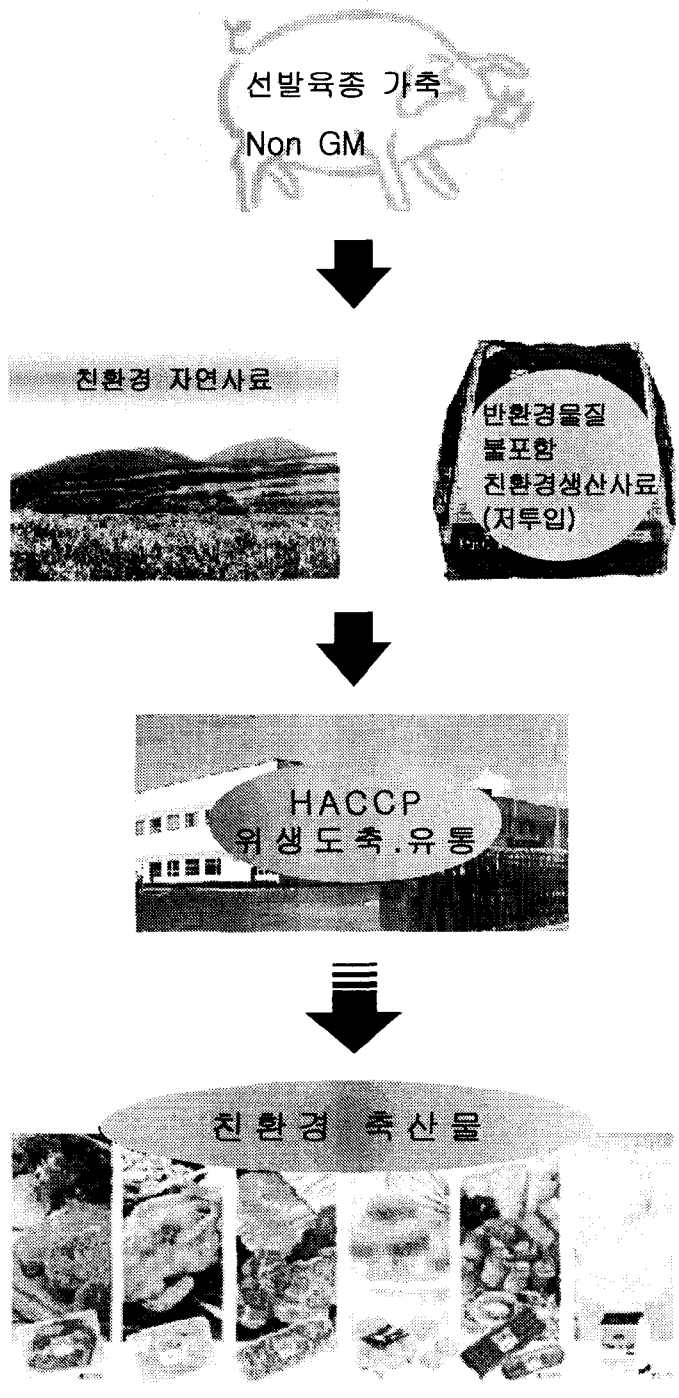 선발육종 가축
Non GM
친환경 자연사료
반환경물질
불포함
친환경생산사료
(저투입)
HACCP
위생도축.유통
친환경 축산물